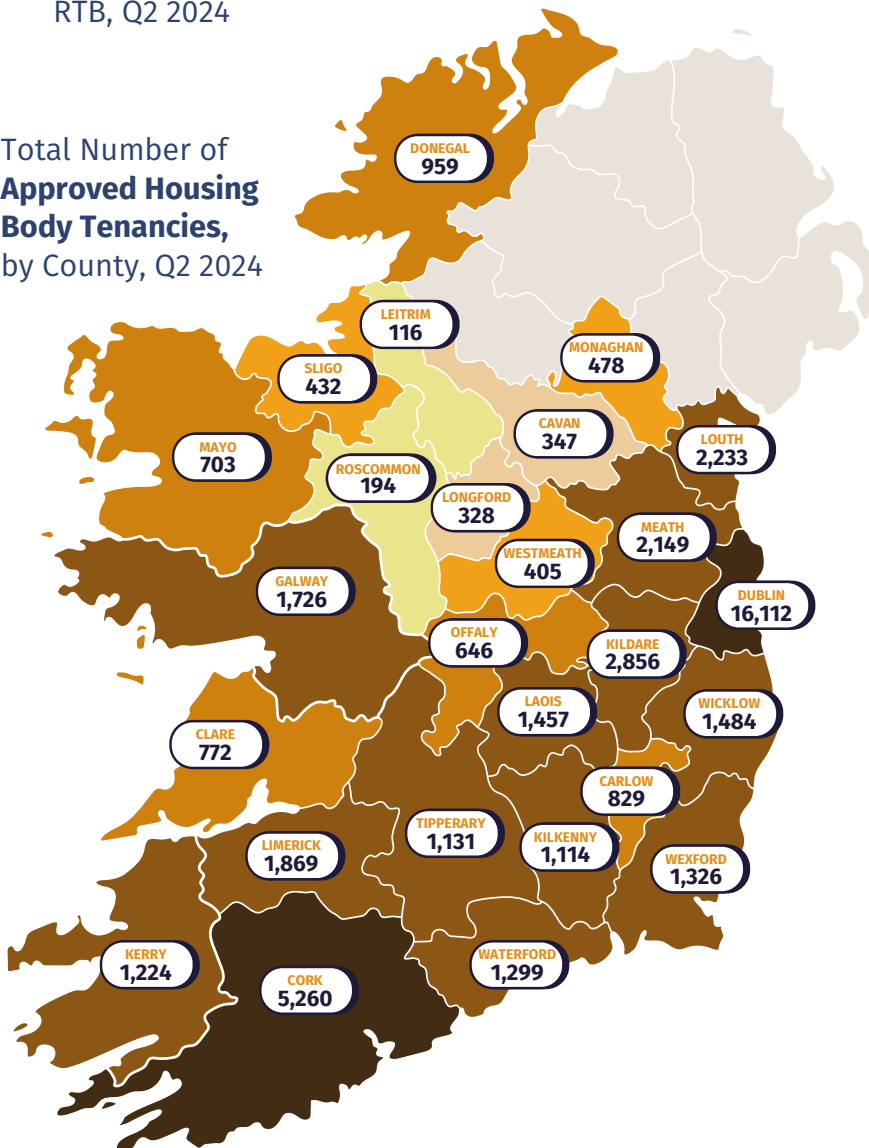 RTB, Q2 2024
Total Number of
Approved Housing
Body Tenancies,
by County, Q2 2024
DONEGAL
959
LEITRIM
116
MONAGHAN
478
SLIGO
432
CAVAN
347
LOUTH
2,233
MAYO
703
ROSCOMMON
194
LONGFORD
328
MEATH
2,149
WESTMEATH
405
GALWAY
1,726
DUBLIN
16,112
OFFALY
646
KILDARE
2,856
LAOIS
1,457
WICKLOW
1,484
CLARE
772
CARLOW
829
TIPPERARY
1,131
KILKENNY
1,114
LIMERICK
1,869
WEXFORD
1,326
KERRY
1,224
WATERFORD
1,299
CORK
5,260